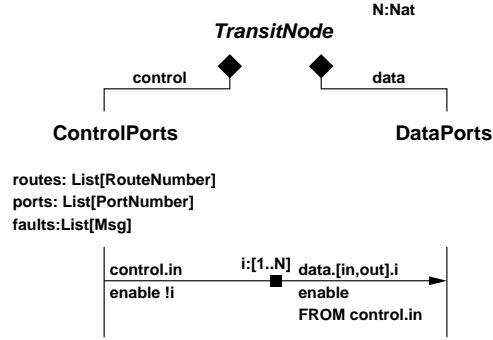 N:Nat
TransitNode
control
data
ControlPorts
DataPorts
routes: List[RouteNumber]
ports: List[PortNumber]
faults:List[Msg]
control.in
i:[1..N]
data.[in,out].i
enable !i
enable
FROM control.in